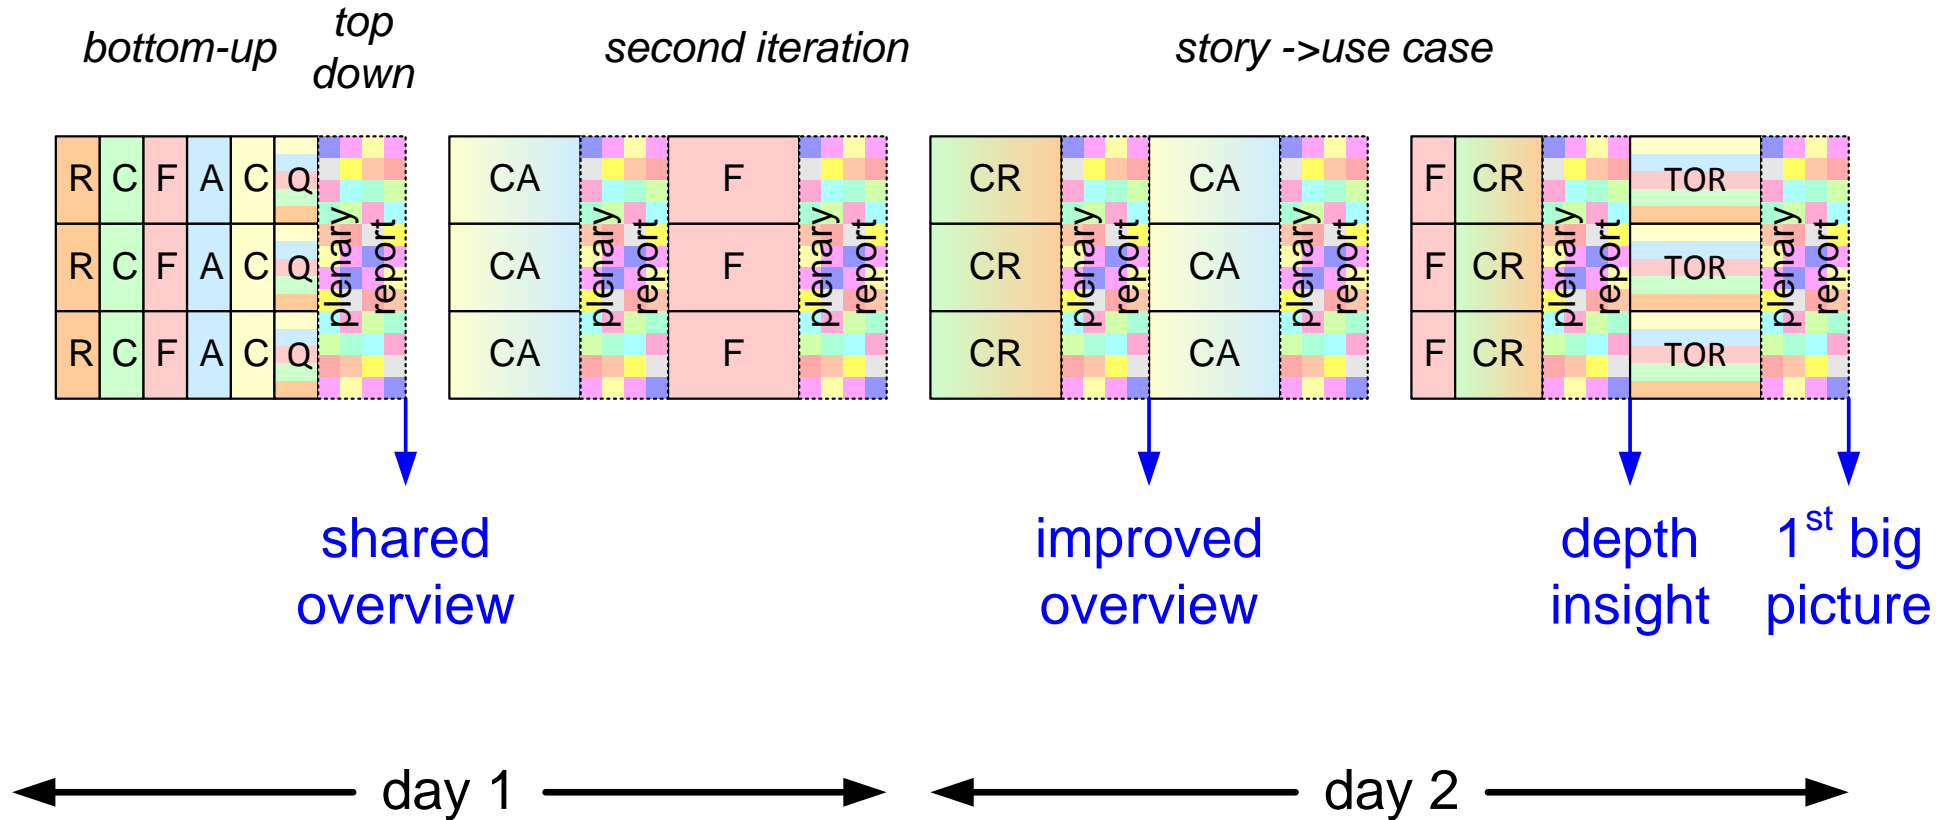 bottom-up
top
down
second iteration
story ->use case
R C F A C Q
R C F A C Q
R C F A C Q
plenary
report
CA
CA
CA
plenary
report
F
F
F
plenary
report
CR
CR
CR
plenary
report
CA
CA
CA
plenary
report
F CR
F CR
F CR
plenary
report
TOR
TOR
TOR
plenary
report
shared
overview
improved
overview
depth
insight
1st big
picture
day 1
day 2